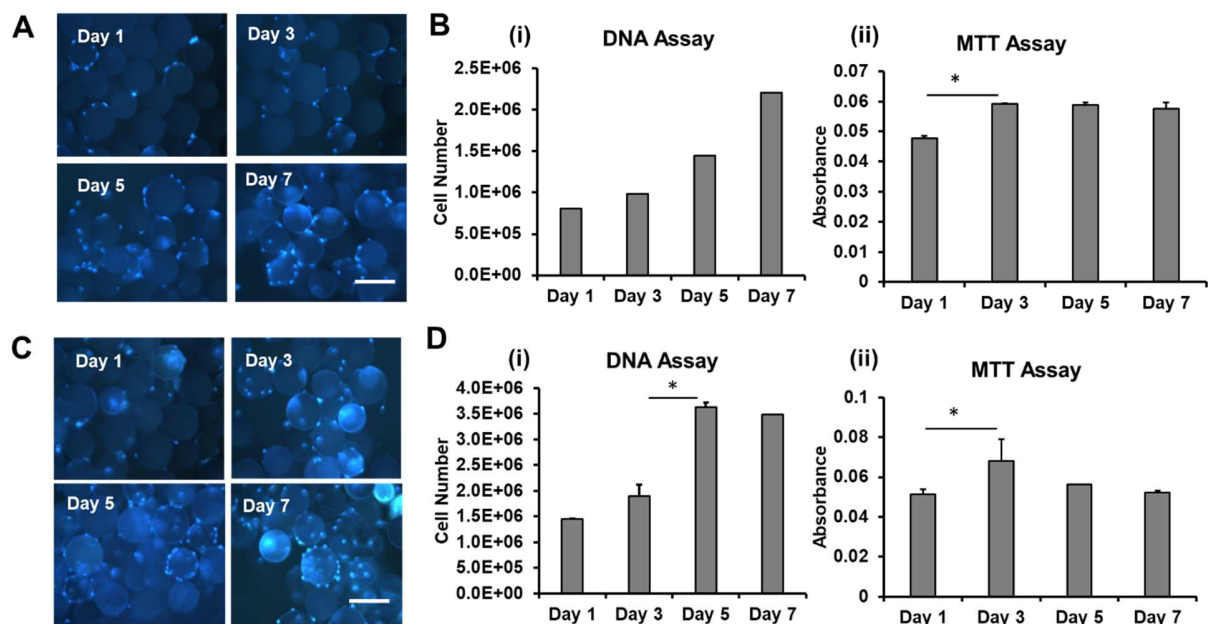 A
Day 1
Day 3
Day 5
Day 7
B
(i)
DNA Assay
2.5E+06
2.0E+06
1.5E+06
1.0E+06
5.0E+05
0.0E+00
Cell Number
Day 1 Day 3 Day 5 Day 7
(ii)
MTT Assay
*
0.07
0.06
0.05
0.04
0.03
0.02
0.01
0
Absorbance
Day 1 Day 3 Day 5 Day 7
C
Day 1
Day 3
Day 5
Day 7
D
(i)
DNA Assay
*
4.0E+06
3.5E+06
3.0E+06
2.5E+06
2.0E+06
1.5E+06
1.0E+06
5.0E+05
0.0E+00
Cell Number
Day 1 Day 3 Day 5 Day 7
(ii)
MTT Assay
*
0.1
0.08
0.06
0.04
0.02
0
Absorbance
Day 1 Day 3 Day 5 Day 7